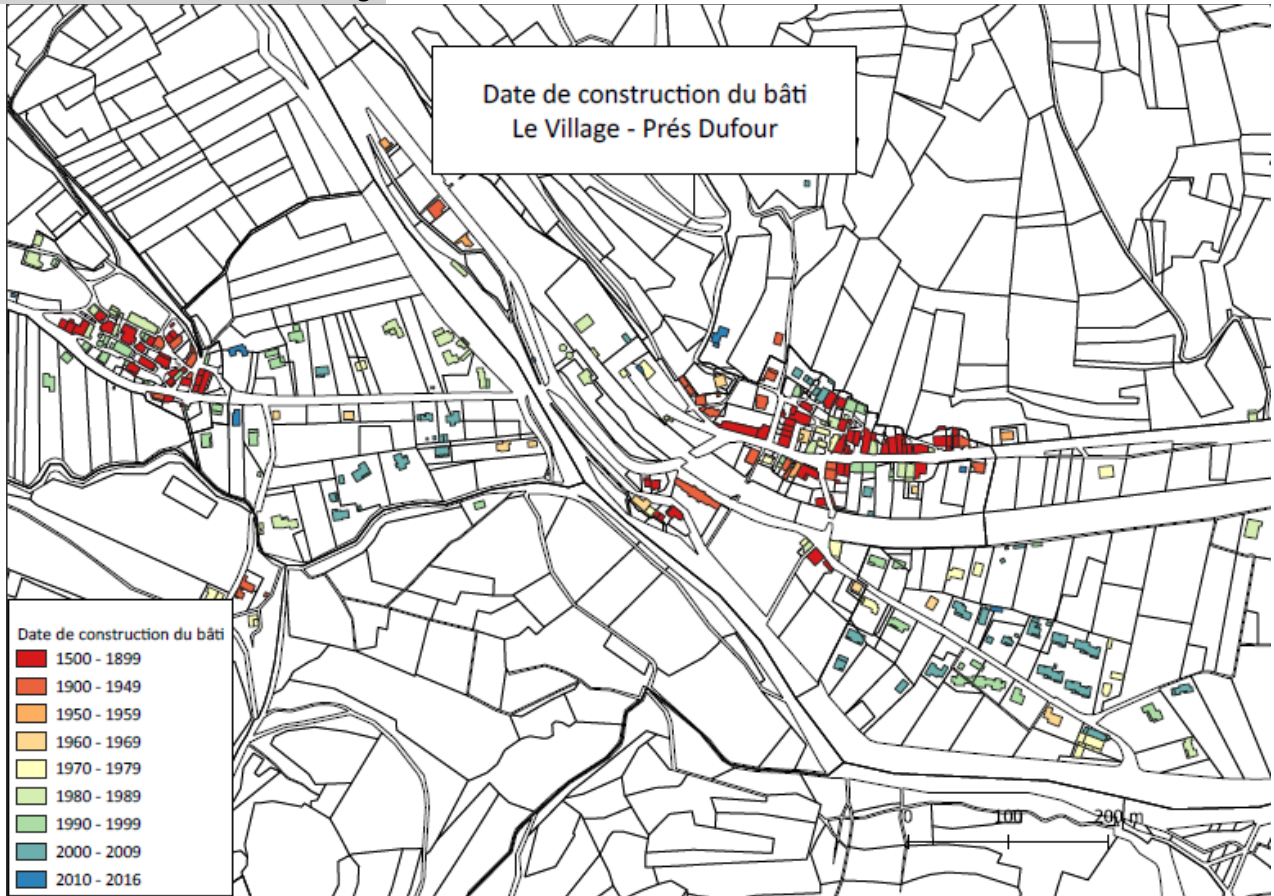 Date de construction du bâti
Le Village - Prés Dufour
Date de construction du bâti
1500 - 1899
1900 - 1949
1950 - 1959
1960 - 1969
1970 - 1979
1980 - 1989
1990 - 1999
2000 - 2009
2010 - 2016
0 100 200 m